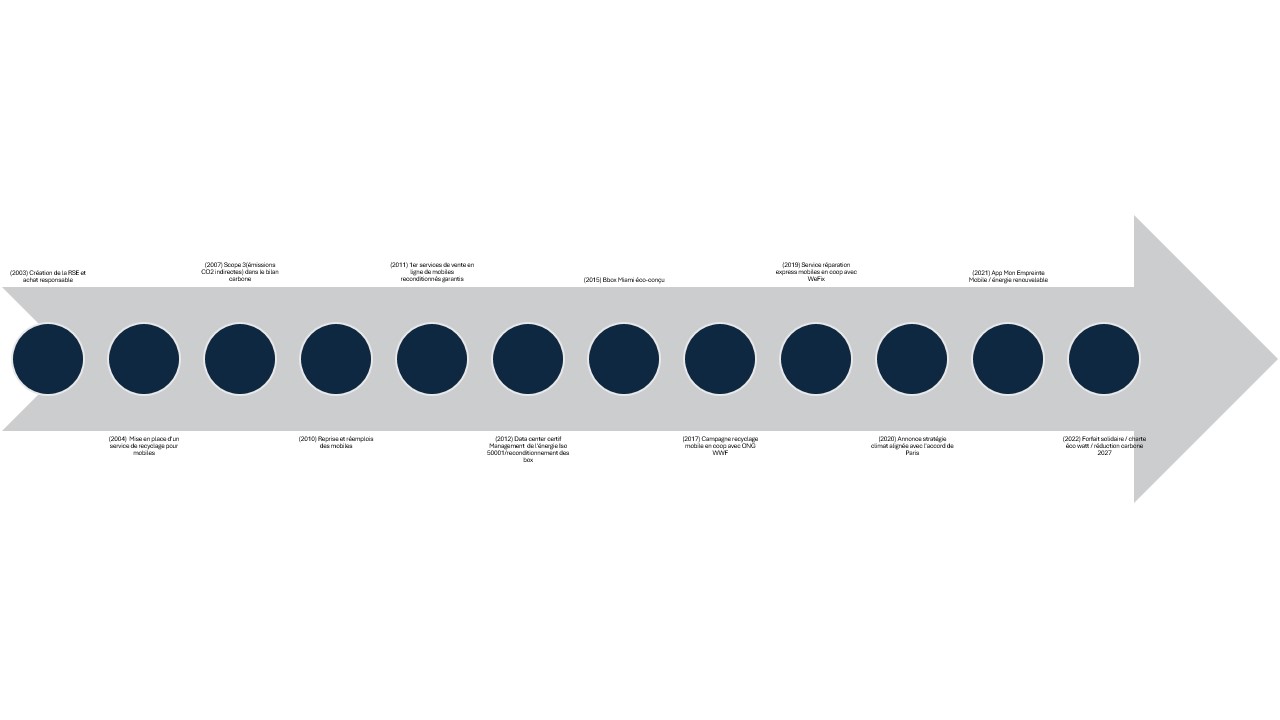 (2003) Création de la RSE et
achat responsable
(2004)  Mise en place d'un
service de recyclage pour
mobiles
(2007) Scope 3(émissions
CO2 indirectes) dans le bilan
carbone
(2010) Reprise et réemplois
des mobiles
(2011) 1er services de vente en
ligne de mobiles
reconditionnés garantis
(2012) Data center certif
Management  de l'énergie Iso
50001/reconditionnement des
box
(2015) Bbox Miami éco-conçu
(2017) Campagne recyclage
mobile en coop avec ONG
WWF
(2019) Service réparation
express mobiles en coop avec
WeFix
(2020) Annonce stratégie
climat alignée avec l'accord de
Paris
(2021) App Mon Empreinte
Mobile / énergie renouvelable
(2022) Forfait solidaire / charte
éco watt / réduction carbone
2027